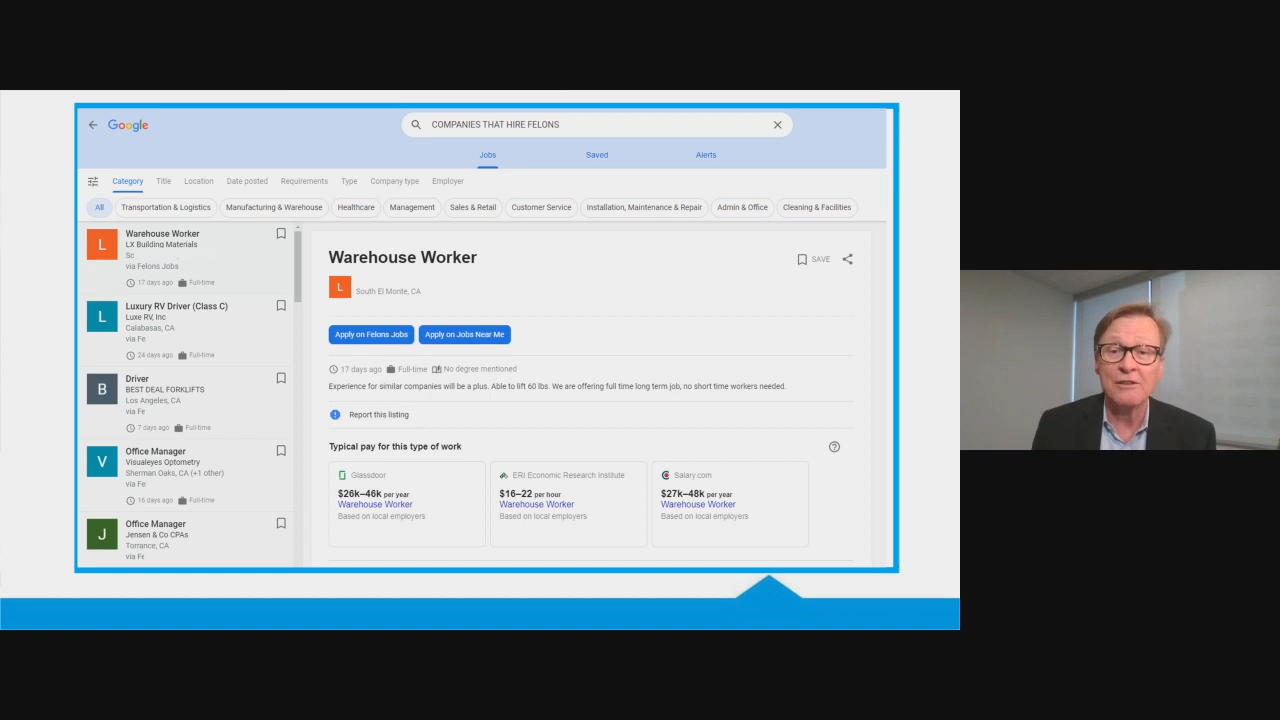 Google
COMPANIES THAT HIRE FELONS
Jobs Saved Alerts
Category Title Location Date posted Requirements Type Company type Employer
All Transportation & Logistics Manufacturing & Warehouse Healthcare Management Sales & Retail Customer Service Installation, Maintenance & Repair Admin & Office Cleaning & Facilities
L
Warehouse Worker
LX Building Materials
Sc
via Felons Jobs
17 days ago Full-time
L
Luxury RV Driver (Class C)
Luxe RV, Inc
Calabasas, CA
via Fe
24 days ago Full-time
B
Driver
BEST DEAL FORKLIFTS
Los Angeles, CA
via Fe
7 days ago Full-time
V
Office Manager
Visualeyes Optometry
Sherman Oaks, CA (+1 other)
via Fe
16 days ago Full-time
J
Office Manager
Jensen & Co CPAs
Torrance, CA
via Fe
Warehouse Worker
SAVE
L
South El Monte, CA
Apply on Felons Jobs Apply on Jobs Near Me
17 days ago Full-time No degree mentioned
Experience for similar companies will be a plus. Able to lift 60 lbs. We are offering full time long term job, no short time workers needed.
Report this listing
Typical pay for this type of work
Glassdoor
$26k–46k per year
Warehouse Worker
Based on local employers
ERI Economic Research Institute
$16–22 per hour
Warehouse Worker
Based on local employers
Salary.com
$27k–48k per year
Warehouse Worker
Based on local employers